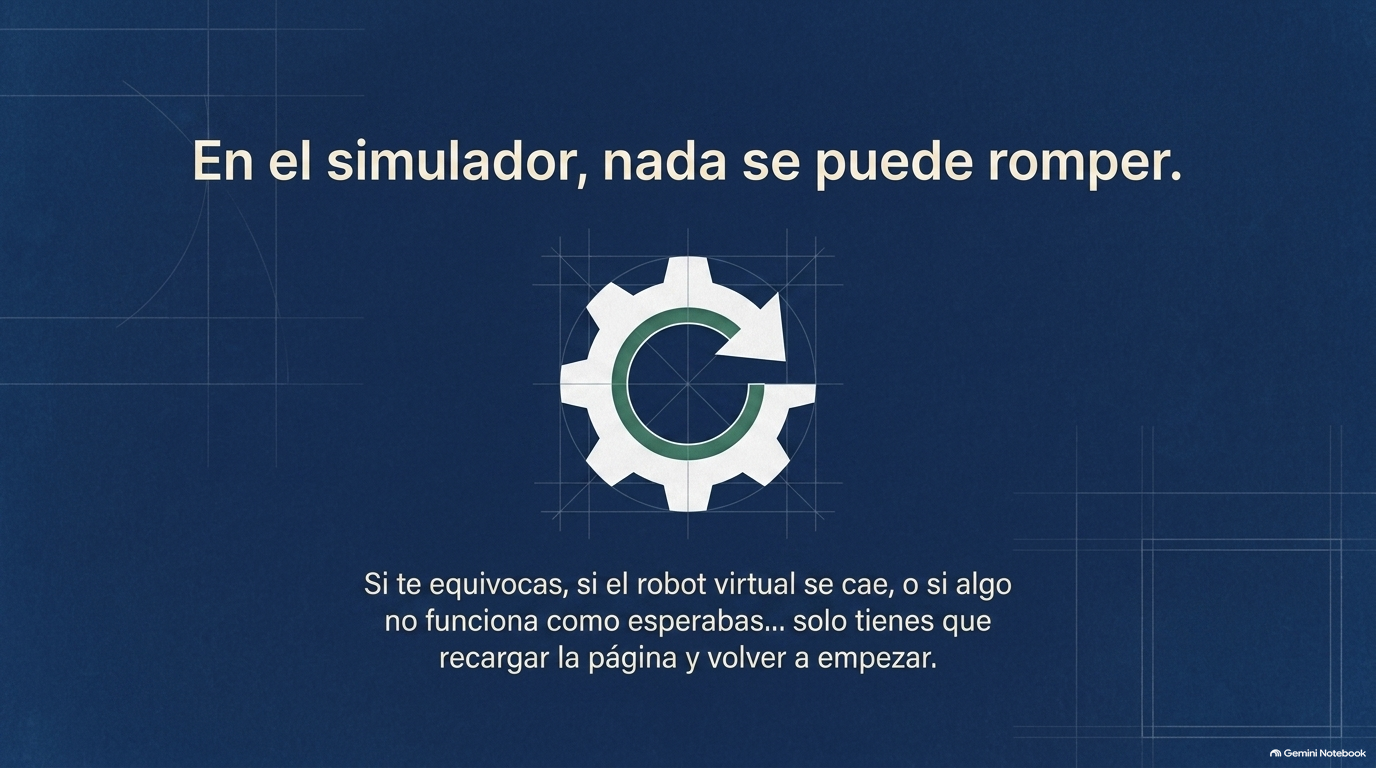 En el simulador, nada se puede romper.
Si te equivocas, si el robot virtual se cae, o si algo
no funciona como esperabas... solo tienes que
recargar la página y volver a empezar.
Gemini Notebook